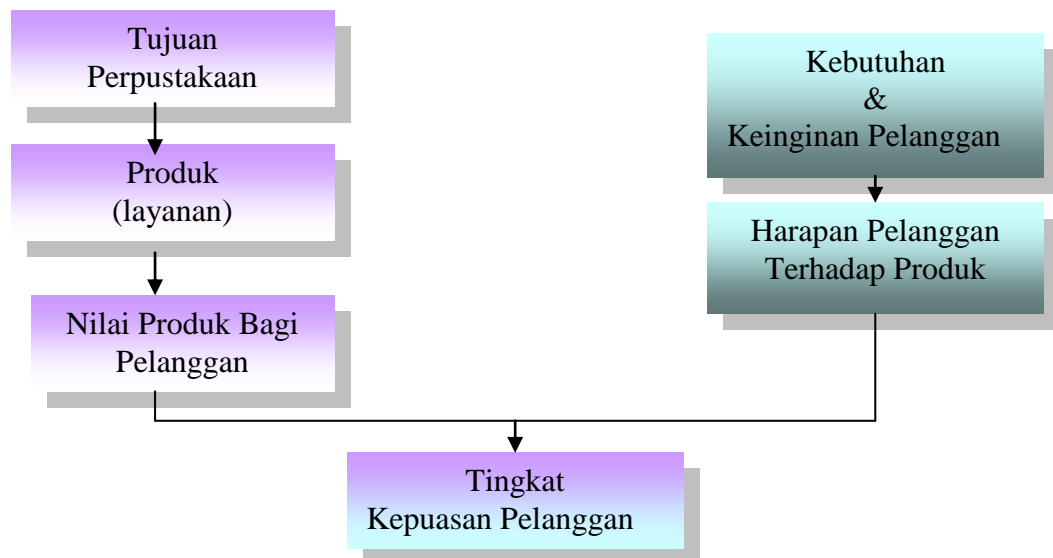 Tujuan
Perpustakaan
Produk
(layanan)
Nilai Produk Bagi
Pelanggan
Kebutuhan
&
Keinginan Pelanggan
Harapan Pelanggan
Terhadap Produk
Tingkat
Kepuasan Pelanggan